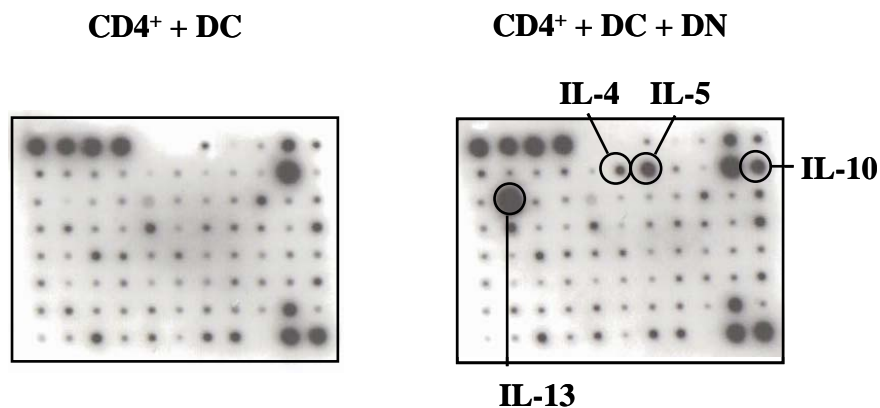 CD4⁺ + DC
CD4⁺ + DC + DN
IL-4 IL-5
IL-10
IL-13